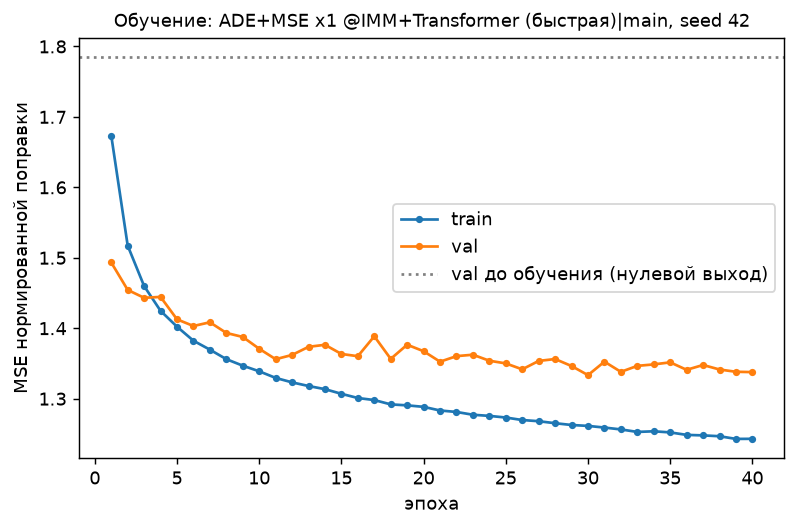 Обучение: ADE+MSE x1 @IMM+Transformer (быстрая)|main, seed 42
MSE нормированной поправки
1.8
1.7
1.6
1.5
1.4
1.3
train
val
val до обучения (нулевой выход)
0 5 10 15 20 25 30 35 40
эпоха